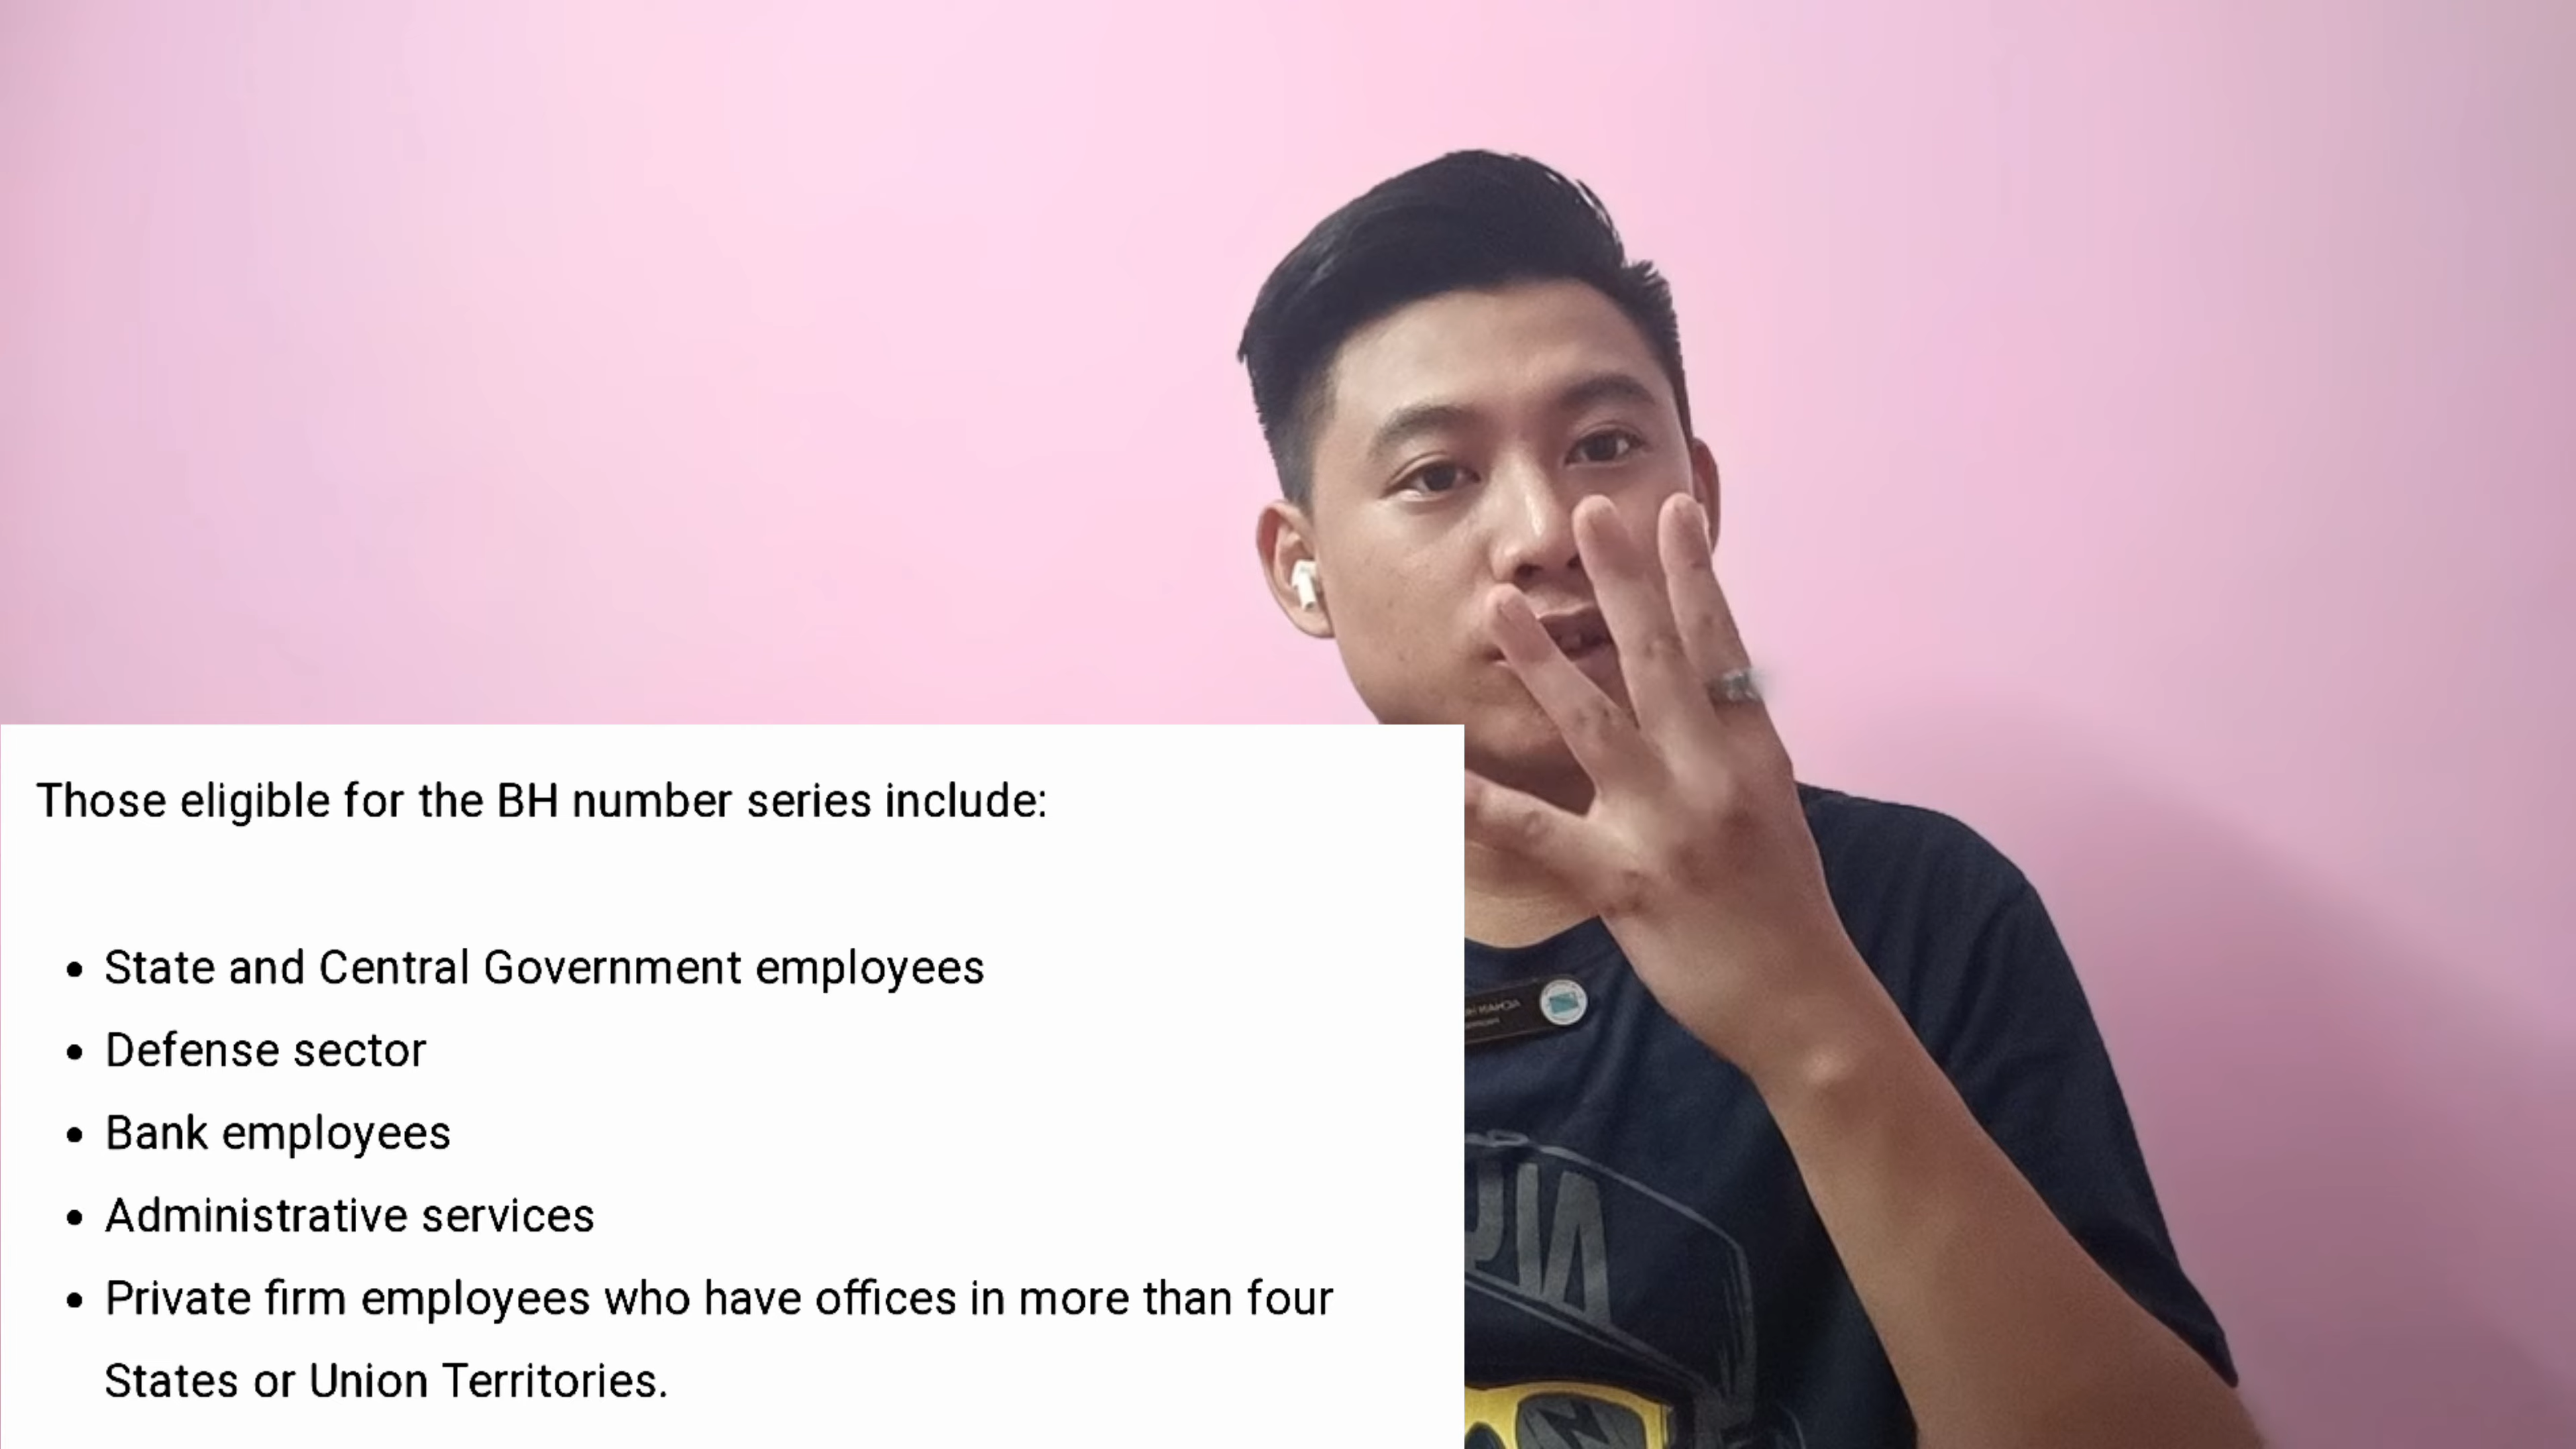 Those eligible for the BH number series include:
• State and Central Government employees
• Defense sector
• Bank employees
• Administrative services
• Private firm employees who have offices in more than four
States or Union Territories.